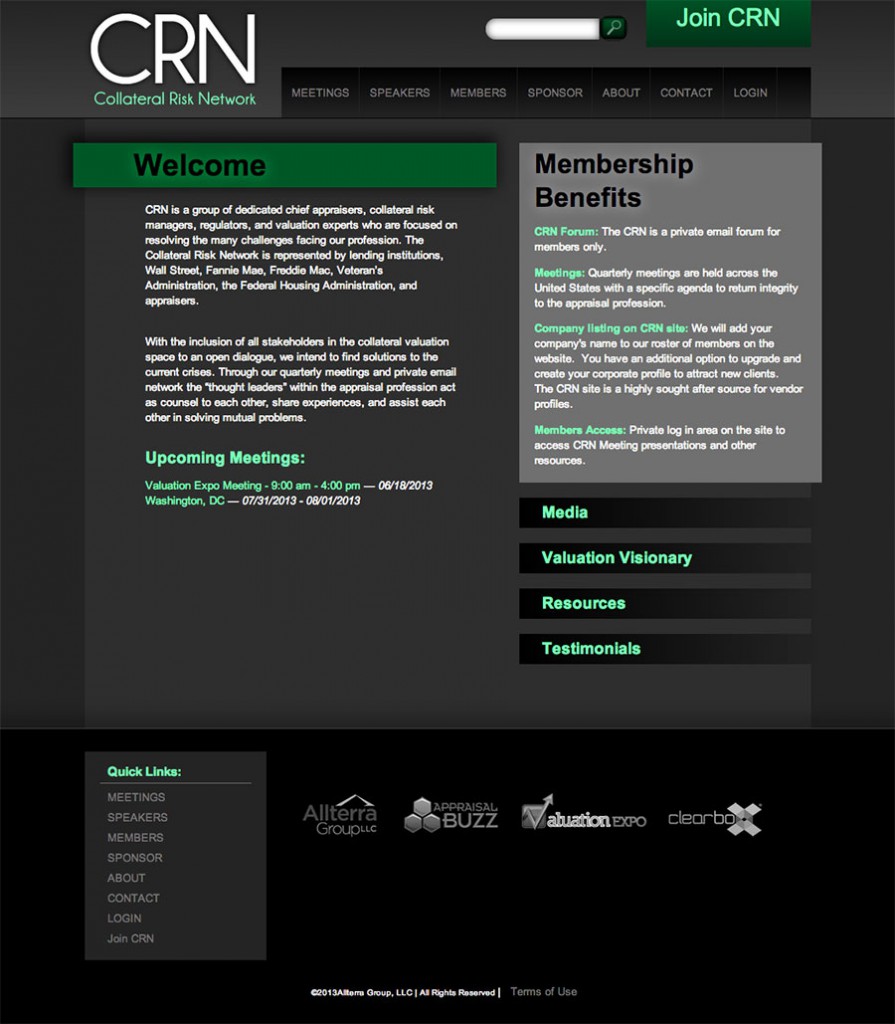 CRN
Collateral Risk Network
Join CRN
MEETINGS SPEAKERS MEMBERS SPONSOR ABOUT CONTACT LOGIN
Welcome
CRN is a group of dedicated chief appraisers, collateral risk
managers, regulators, and valuation experts who are focused on
resolving the many challenges facing our profession. The
Collateral Risk Network is represented by lending institutions,
Wall Street, Fannie Mae, Freddie Mac, Veteran's
Administration, the Federal Housing Administration, and
appraisers.
With the inclusion of all stakeholders in the collateral valuation
space to an open dialogue, we intend to find solutions to the
current crises. Through our quarterly meetings and private email
network the "thought leaders" within the appraisal profession act
as counsel to each other, share experiences, and assist each
other in solving mutual problems.
Upcoming Meetings:
Valuation Expo Meeting - 9:00 am - 4:00 pm — 06/18/2013
Washington, DC — 07/31/2013 - 08/01/2013
Membership
Benefits
CRN Forum: The CRN is a private email forum for
members only.
Meetings: Quarterly meetings are held across the
United States with a specific agenda to return integrity
to the appraisal profession.
Company listing on CRN site: We will add your
company's name to our roster of members on the
website. You have an additional option to upgrade and
create your corporate profile to attract new clients.
The CRN site is a highly sought after source for vendor
profiles.
Members Access: Private log in area on the site to
access CRN Meeting presentations and other
resources.
Media
Valuation Visionary
Resources
Testimonials
Quick Links:
MEETINGS
SPEAKERS
MEMBERS
SPONSOR
ABOUT
CONTACT
LOGIN
Join CRN
Allterra
Group LLC
APPRAISAL
BUZZ
Valuation EXPO
clearbox
©2013Allterra Group, LLC | All Rights Reserved | Terms of Use